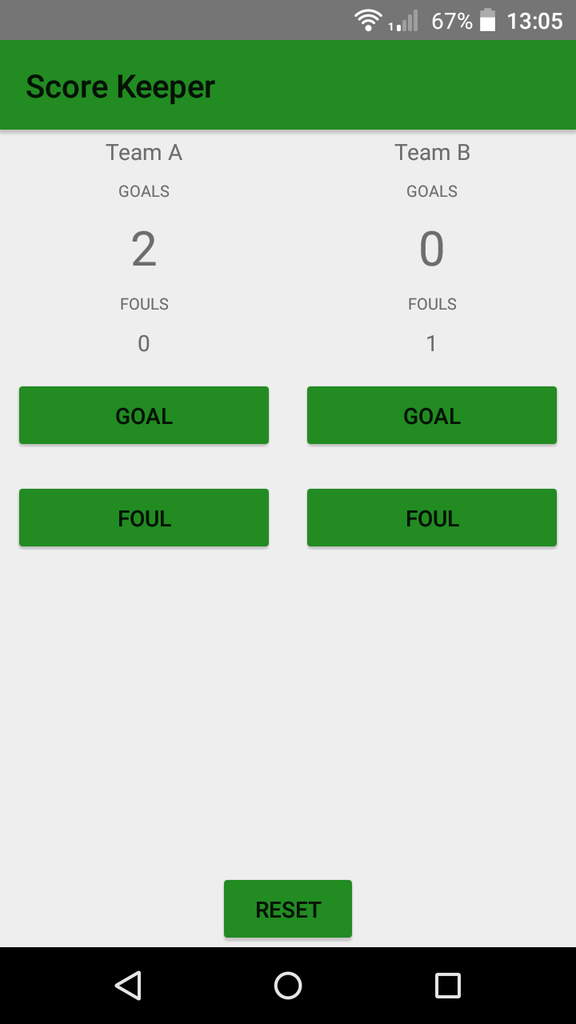 1 67% 13:05
Score Keeper
Team A Team B
GOALS GOALS
2 0
FOULS FOULS
0 1
GOAL GOAL
FOUL FOUL
RESET